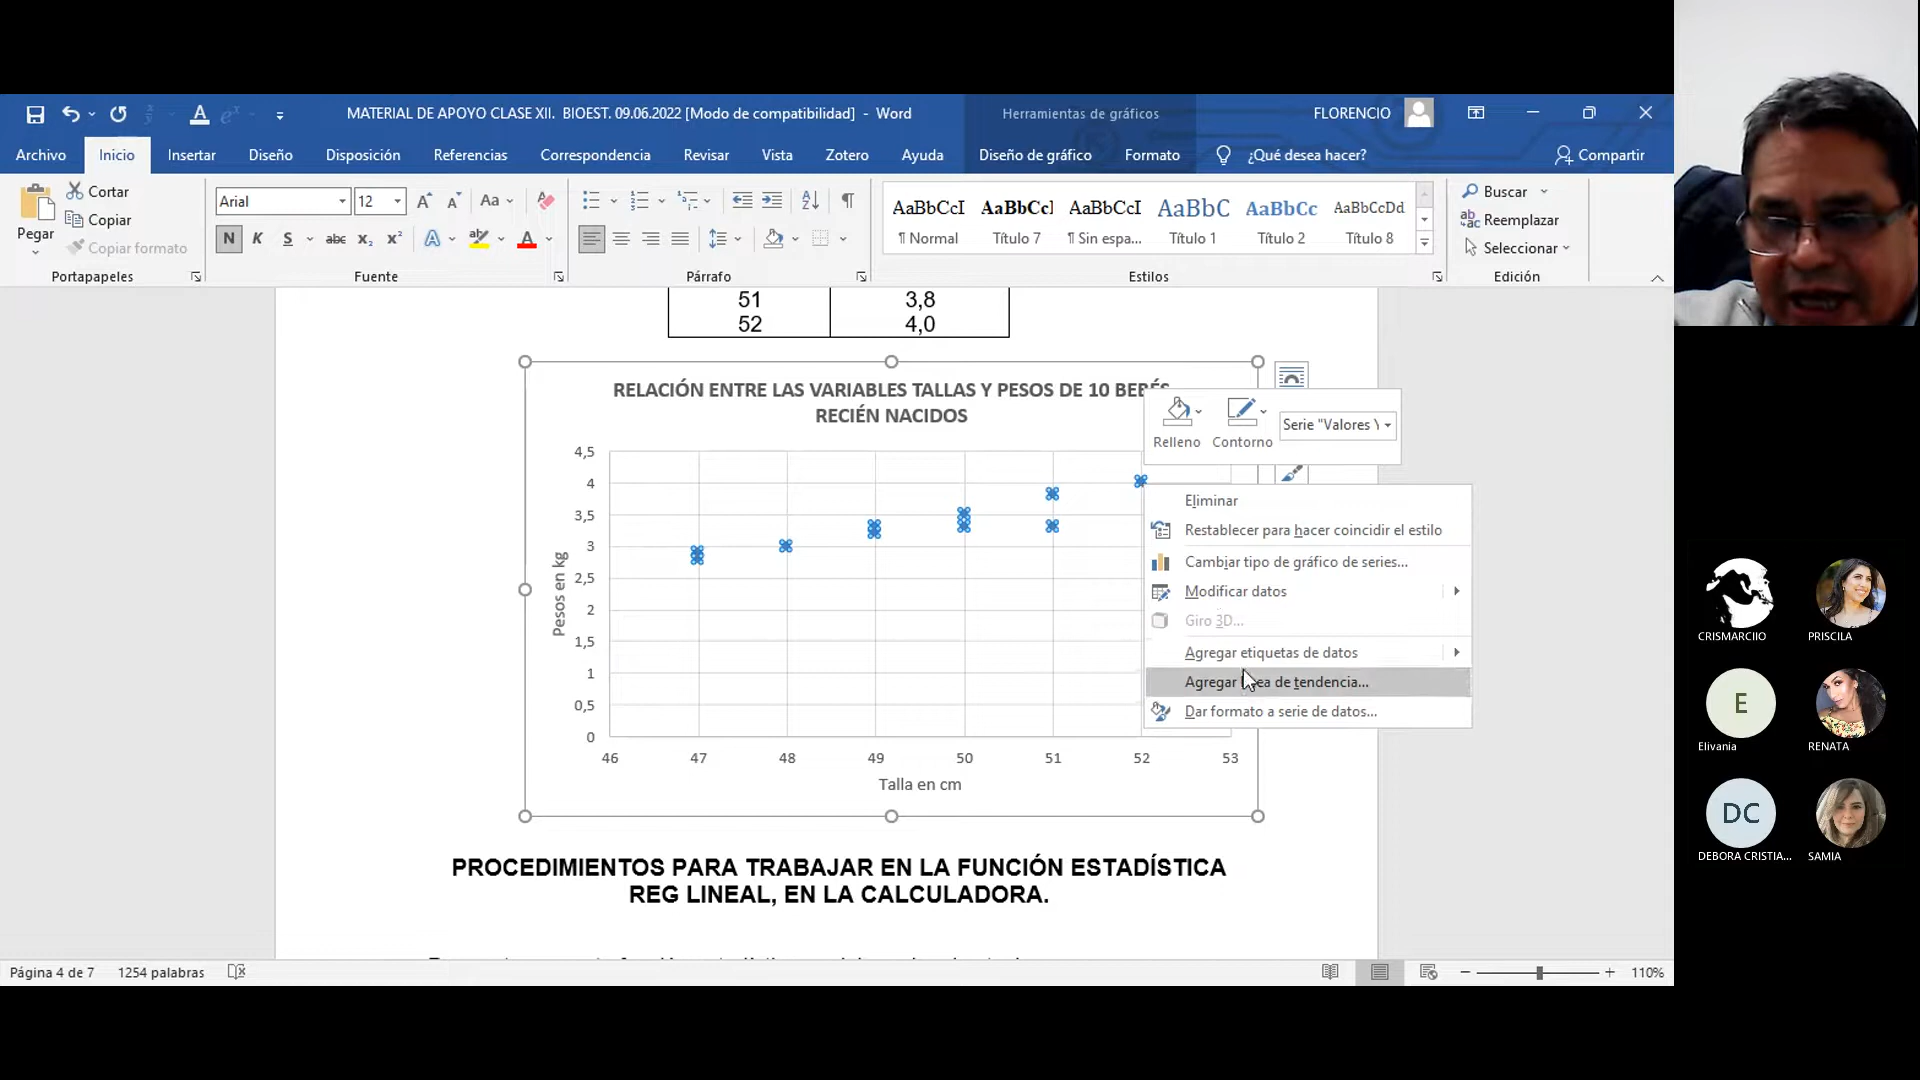 MATERIAL DE APOYO CLASE XII.  BIOEST. 09.06.2022 [Modo de compatibilidad]  -  Word
Herramientas de gráficos
FLORENCIO
Archivo
Inicio
Insertar
Diseño
Disposición
Referencias
Correspondencia
Revisar
Vista
Zotero
Ayuda
Diseño de gráfico
Formato
¿Qué desea hacer?
Compartir
Pegar
Cortar
Copiar
Copiar formato
Portapapeles
Arial
12
Aa
N K S abc x₂ x² A A
Fuente
Párrafo
AaBbCcI AaBbCcI AaBbCcI AaBbC AaBbCc AaBbCcDd
¶ Normal
Título 7
¶ Sin espa...
Título 1
Título 2
Título 8
Estilos
Buscar
Reemplazar
Seleccionar
Edición
51 3,8
52 4,0
RELACIÓN ENTRE LAS VARIABLES TALLAS Y PESOS DE 10 BEBÉS
RECIÉN NACIDOS
4,5
4
3,5
3
2,5
2
1,5
1
0,5
0
46 47 48 49 50 51 52 53
Pesos en kg
Talla en cm
Relleno
Contorno
Serie "Valores Y
Eliminar
Restablecer para hacer coincidir el estilo
Cambiar tipo de gráfico de series...
Modificar datos
Giro 3D...
Agregar etiquetas de datos
Agregar línea de tendencia...
Dar formato a serie de datos...
PROCEDIMIENTOS PARA TRABAJAR EN LA FUNCIÓN ESTADÍSTICA
REG LINEAL, EN LA CALCULADORA.
Página 4 de 7
1254 palabras
110%
CRISMARCIIO
PRISCILA
E
Elivania
RENATA
DC
DEBORA CRISTIA...
SAMIA